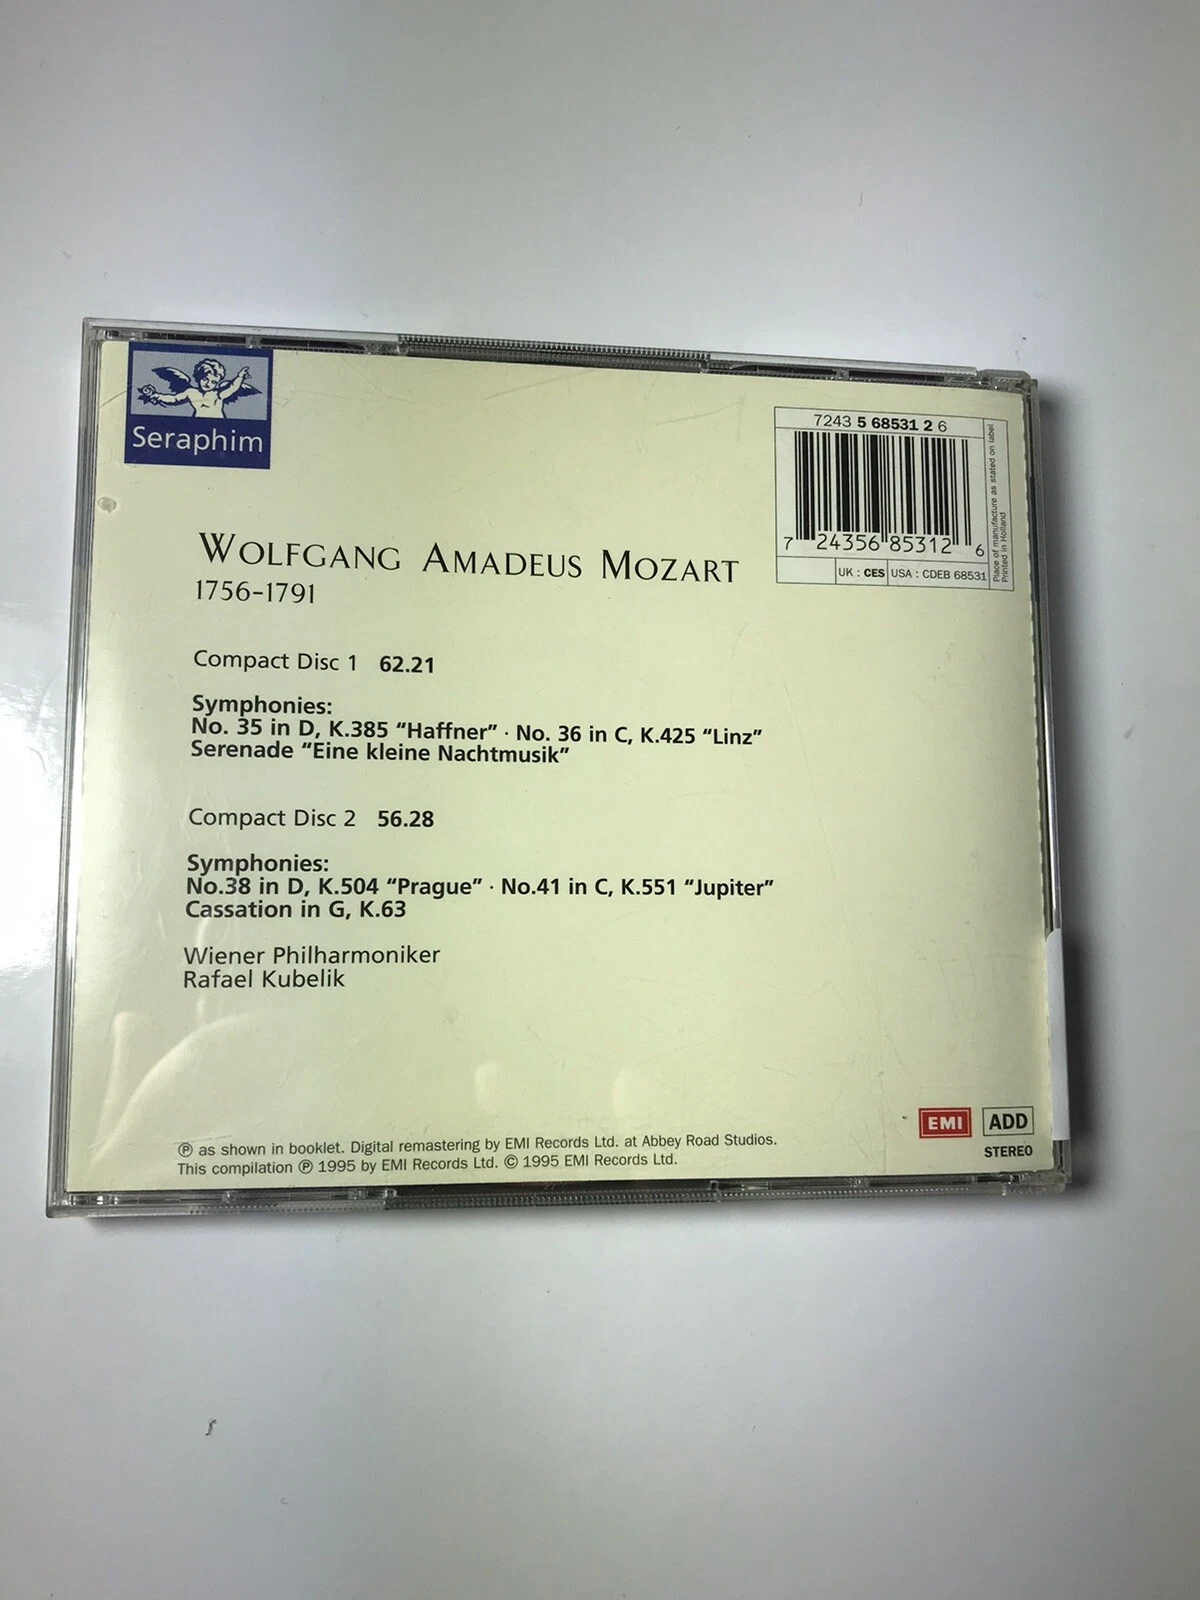 Seraphim
7243 5 68531 2 6
7 24356 85312 6
UK : CES USA : CDEB 68531
Place of manufacture as stated on label
Printed in Holland
WOLFGANG AMADEUS MOZART
1756-1791
Compact Disc 1 62.21
Symphonies:
No. 35 in D, K.385 “Haffner” · No. 36 in C, K.425 “Linz”
Serenade “Eine kleine Nachtmusik”
Compact Disc 2 56.28
Symphonies:
No.38 in D, K.504 “Prague” · No.41 in C, K.551 “Jupiter”
Cassation in G, K.63
Wiener Philharmoniker
Rafael Kubelik
EMI ADD
STEREO
℗ as shown in booklet. Digital remastering by EMI Records Ltd. at Abbey Road Studios.
This compilation ℗ 1995 by EMI Records Ltd. © 1995 EMI Records Ltd.